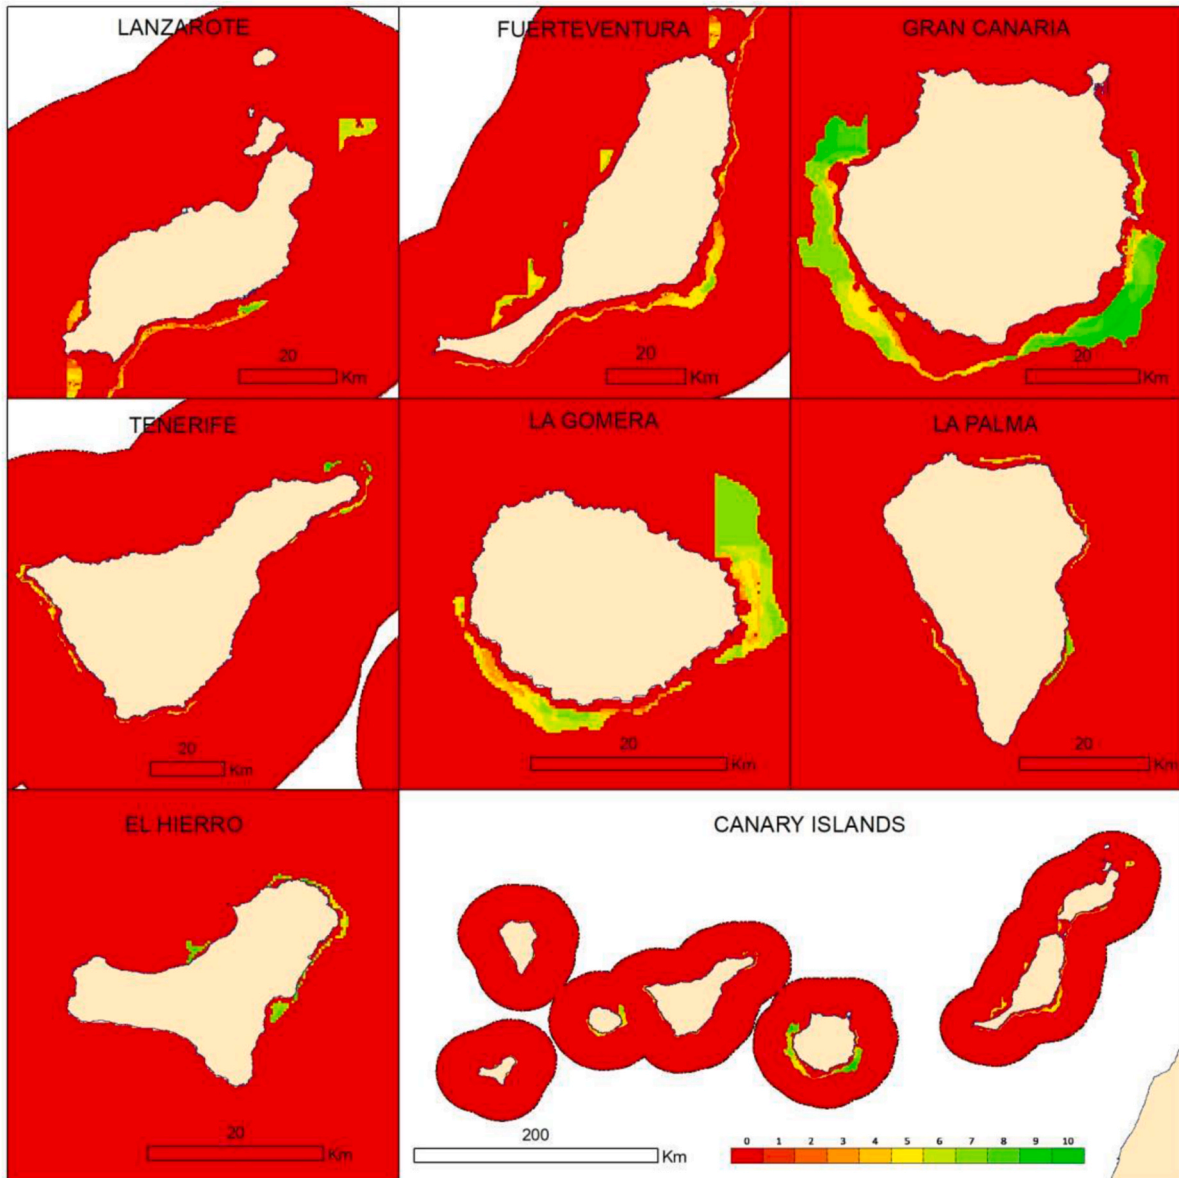 LANZAROTE
20
Km
FUERTEVENTURA
20
Km
GRAN CANARIA
20
Km
TENERIFE
20
Km
LA GOMERA
20
Km
LA PALMA
20
Km
EL HIERRO
20
Km
CANARY ISLANDS
200
Km
0 1 2 3 4 5 6 7 8 9 10